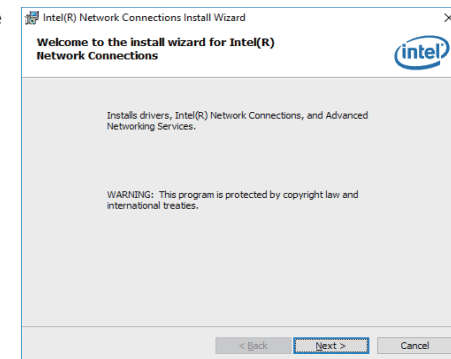 Intel(R) Network Connections Install Wizard
Welcome to the install wizard for Intel(R)
Network Connections
intel
Installs drivers, Intel(R) Network Connections, and Advanced
Networking Services.
WARNING: This program is protected by copyright law and
international treaties.
< Back Next > Cancel